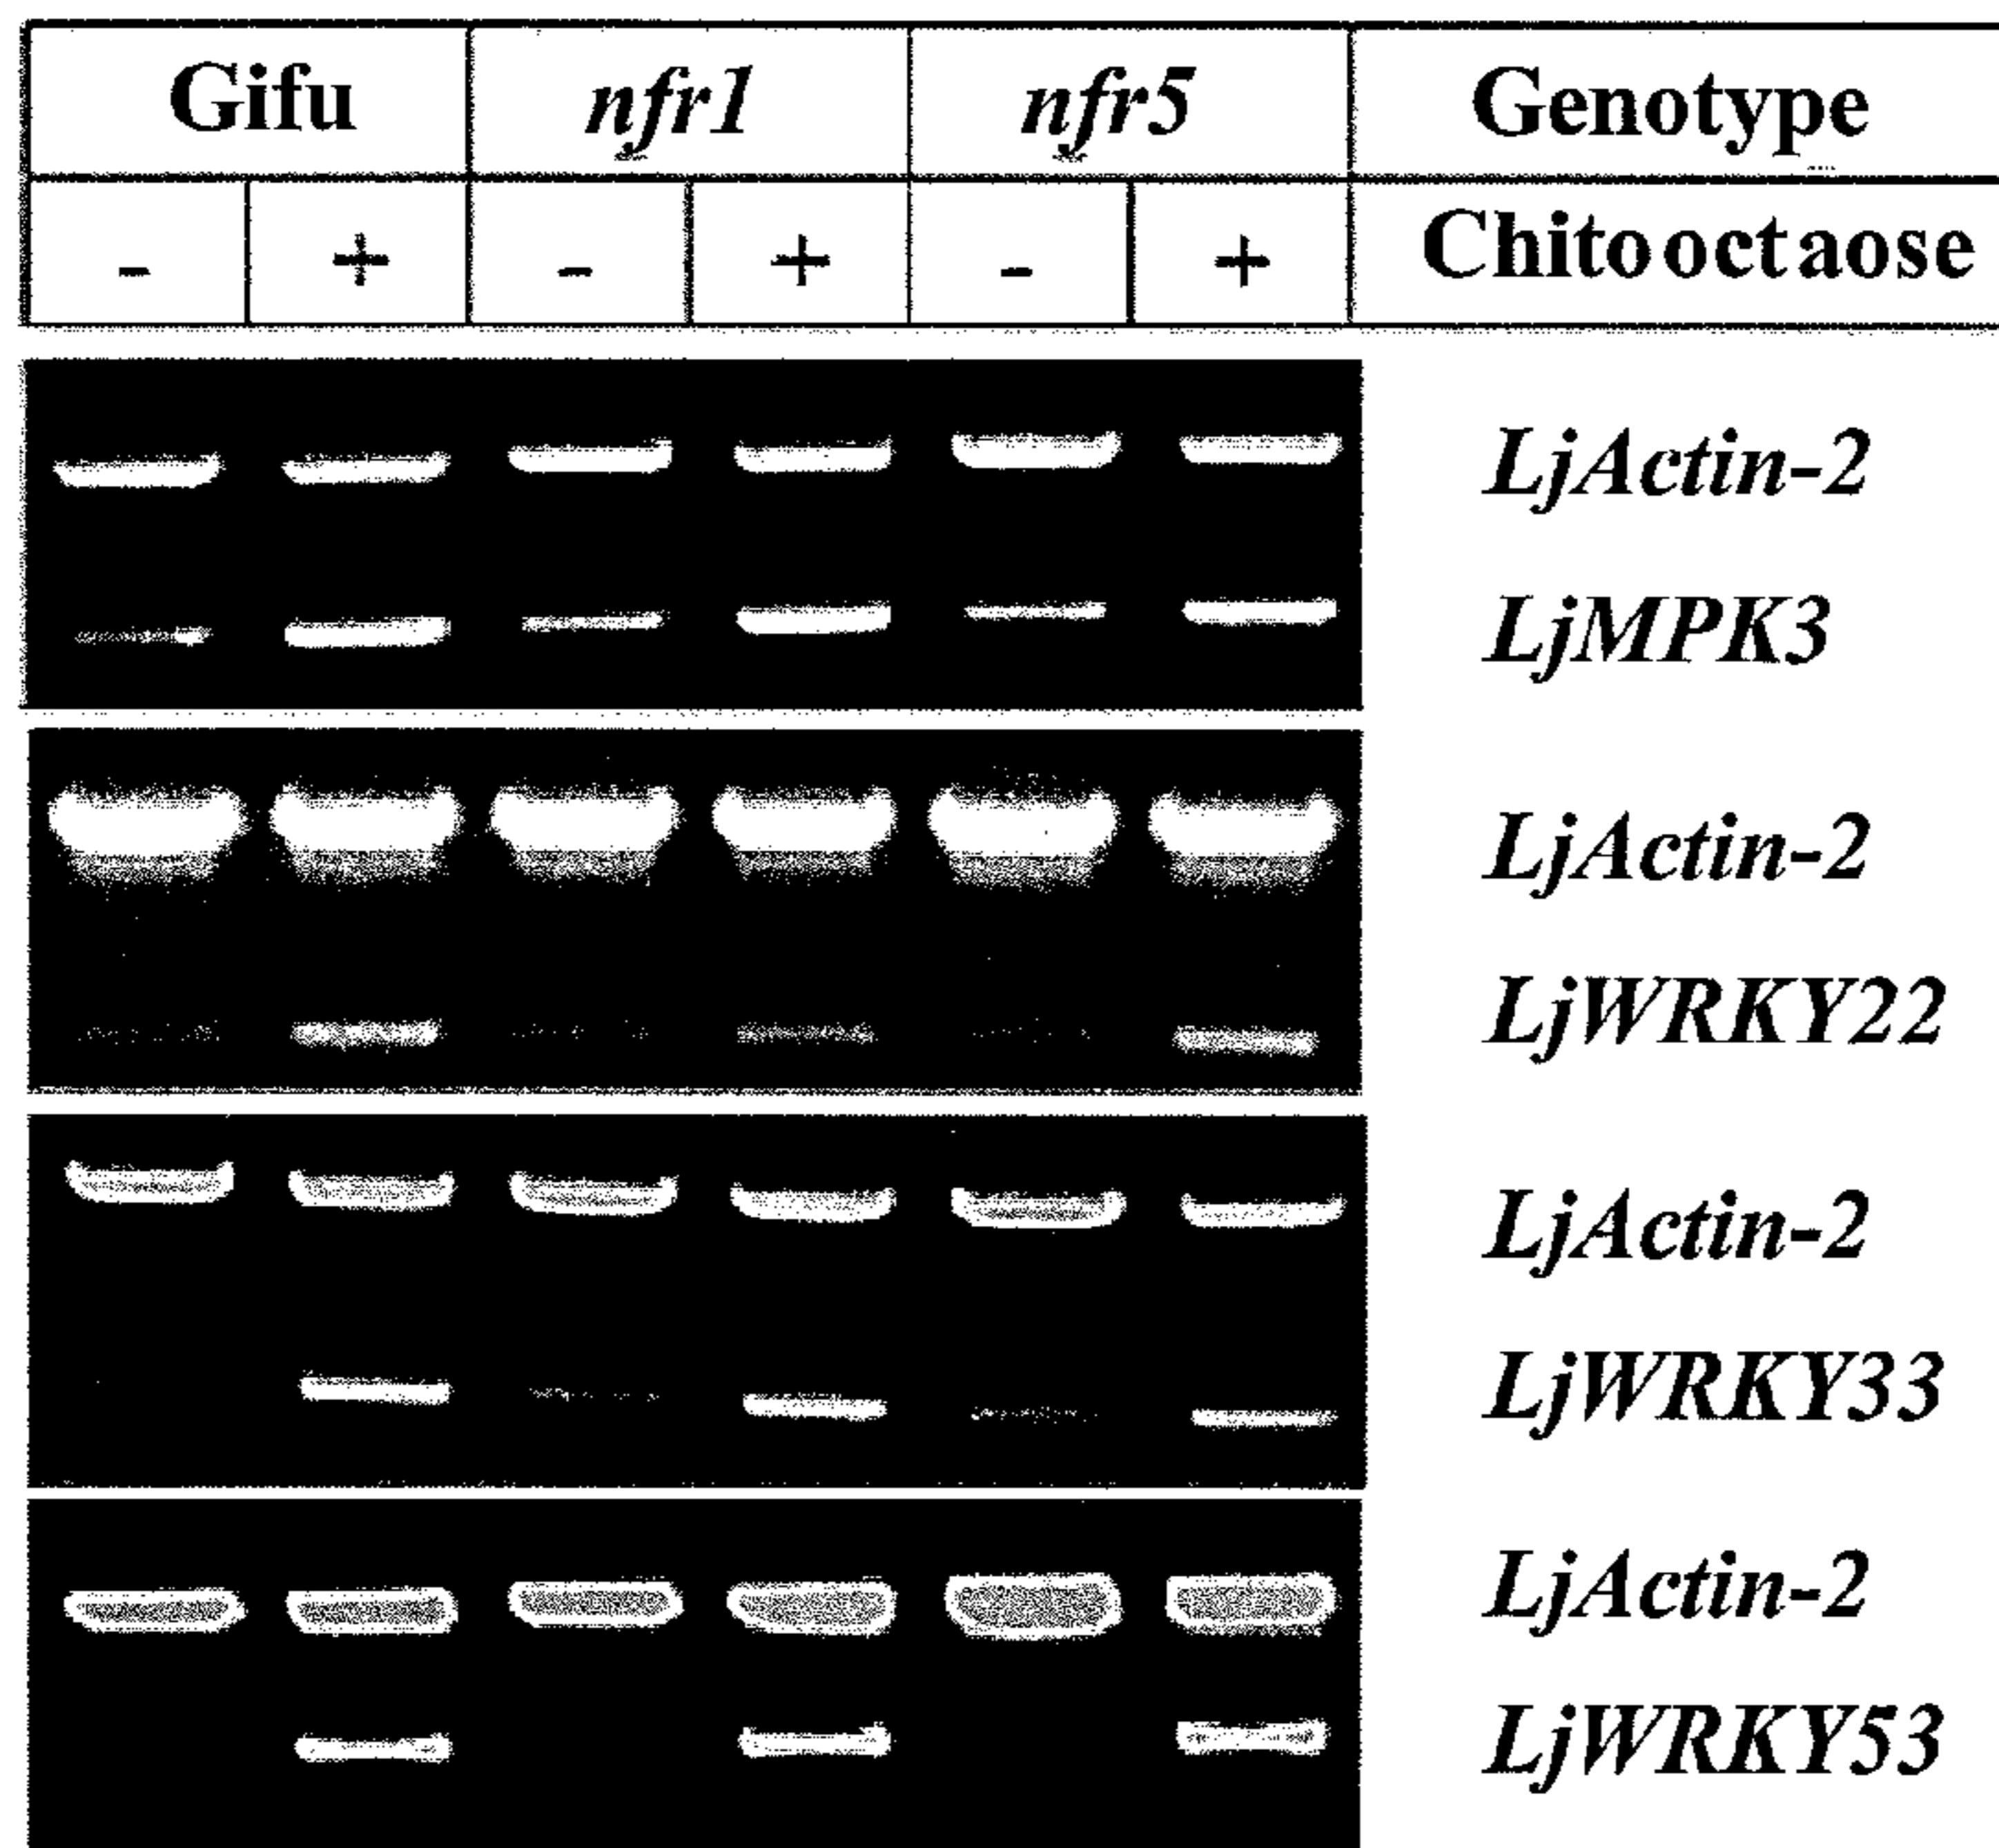 Gifu nfr1 nfr5 Genotype
- + - + - + Chitooctaose
LjActin-2
LjMPK3
LjActin-2
LjWRKY22
LjActin-2
LjWRKY33
LjActin-2
LjWRKY53